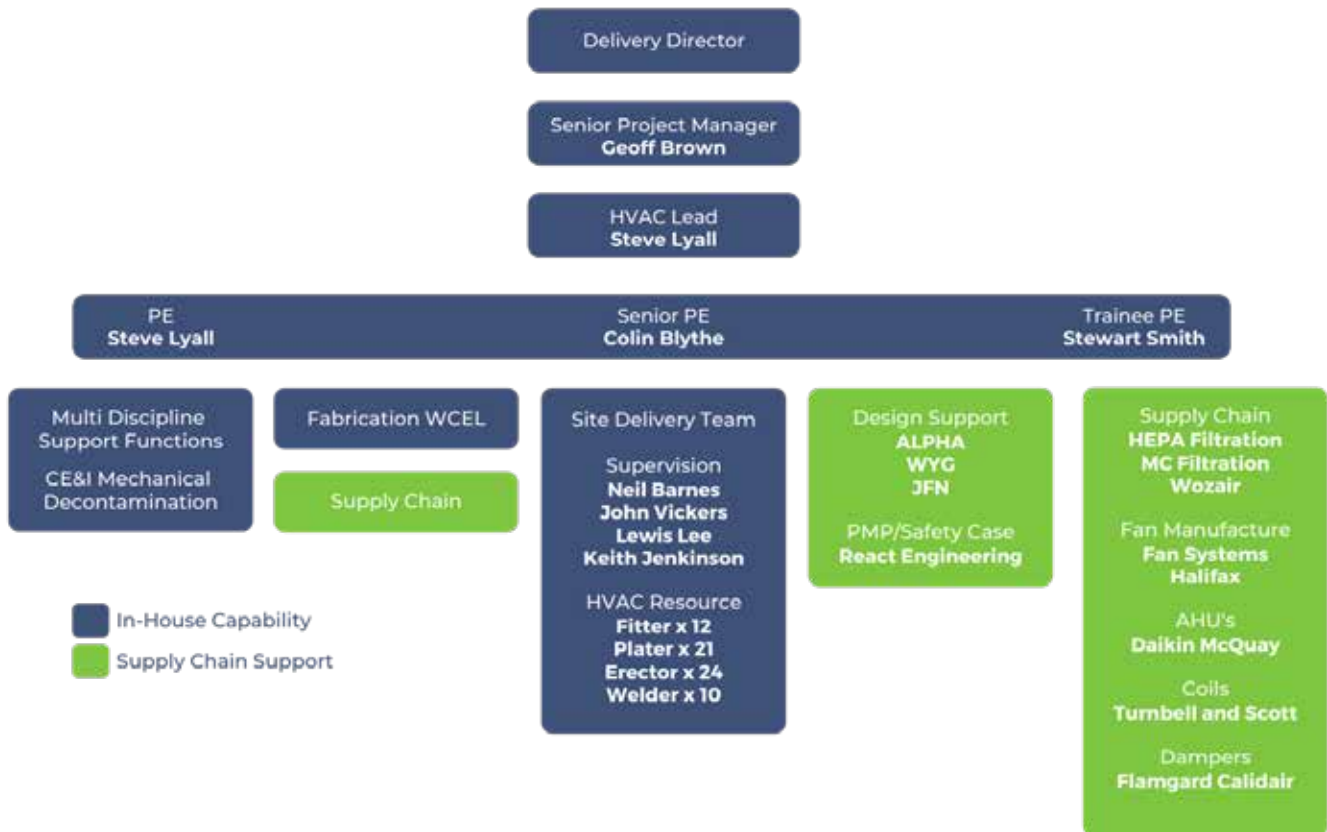 Delivery Director
Senior Project Manager
Geoff Brown
HVAC Lead
Steve Lyall
PE
Steve Lyall
Senior PE
Colin Blythe
Trainee PE
Stewart Smith
Multi Discipline
Support Functions
CE&I Mechanical
Decontamination
Fabrication WCEL
Supply Chain
Site Delivery Team
Supervision
Neil Barnes
John Vickers
Lewis Lee
Keith Jenkinson
HVAC Resource
Fitter x 12
Plater x 21
Erector x 24
Welder x 10
Design Support
ALPHA
WYG
JFN
PMP/Safety Case
React Engineering
Supply Chain
HEPA Filtration
MC Filtration
Wozair
Fan Manufacture
Fan Systems
Halifax
AHU's
Daikin McQuay
Coils
Turnbell and Scott
Dampers
Flamgard Calidair
In-House Capability
Supply Chain Support